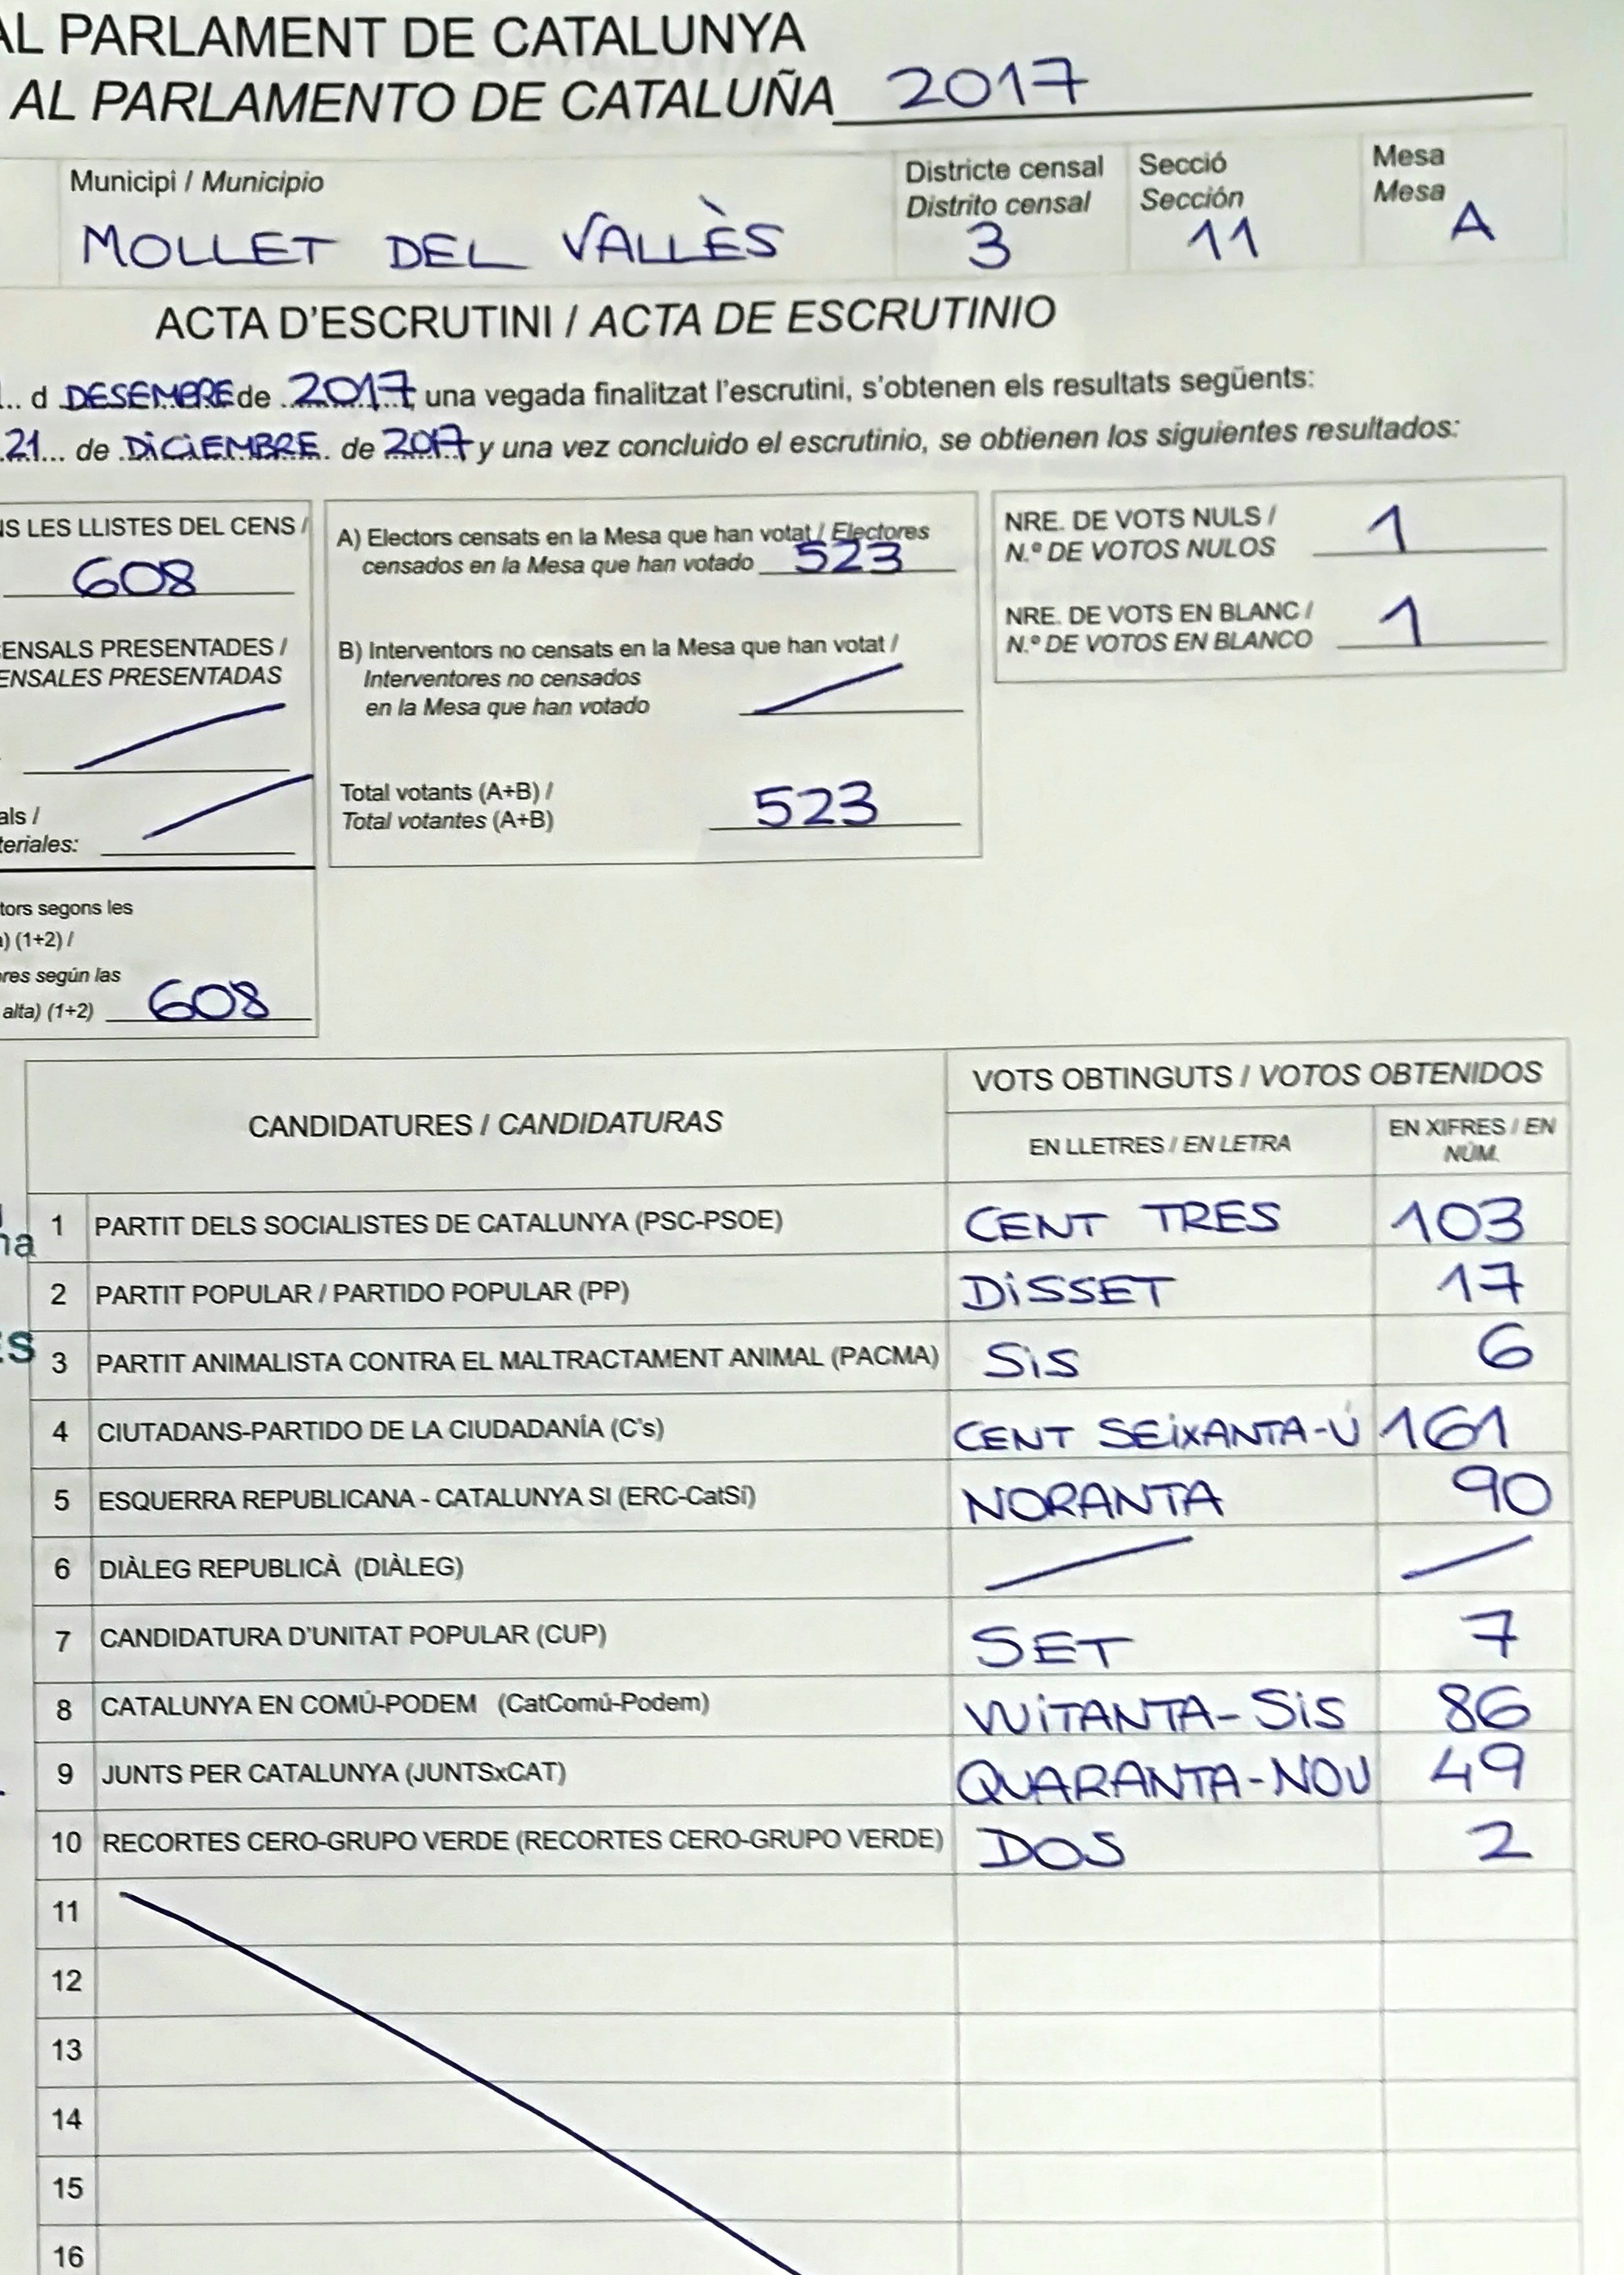 AL PARLAMENT DE CATALUNYA
AL PARLAMENTO DE CATALUÑA 2017
Municipi / Municipio
MOLLET DEL VALLÈS
Districte censal
Distrito censal
3
Secció
Sección
11
Mesa
Mesa
A
ACTA D'ESCRUTINI / ACTA DE ESCRUTINIO
d DESEMBRE de 2017, una vegada finalitzat l'escrutini, s'obtenen els resultats següents:
21 de DICIEMBRE de 2017 y una vez concluido el escrutinio, se obtienen los siguientes resultados:
LES LLISTES DEL CENS /
608
ENSALS PRESENTADES /
ENSALES PRESENTADAS
als /
teriales:
tors segons les
(1+2) /
res según las
alta) (1+2) 608
A) Electors censats en la Mesa que han votat / Electores
censados en la Mesa que han votado 523
B) Interventors no censats en la Mesa que han votat /
Interventores no censados
en la Mesa que han votado
Total votants (A+B) /
Total votantes (A+B) 523
NRE. DE VOTS NULS /
N.º DE VOTOS NULOS 1
NRE. DE VOTS EN BLANC /
N.º DE VOTOS EN BLANCO 1
CANDIDATURES / CANDIDATURAS
VOTS OBTINGUTS / VOTOS OBTENIDOS
EN LLETRES / EN LETRA
EN XIFRES / EN
NÚM.
1 PARTIT DELS SOCIALISTES DE CATALUNYA (PSC-PSOE) CENT TRES 103
2 PARTIT POPULAR / PARTIDO POPULAR (PP) DISSET 17
3 PARTIT ANIMALISTA CONTRA EL MALTRACTAMENT ANIMAL (PACMA) SIS 6
4 CIUTADANS-PARTIDO DE LA CIUDADANÍA (C's) CENT SEIXANTA-Ú 161
5 ESQUERRA REPUBLICANA - CATALUNYA SI (ERC-CatSí) NORANTA 90
6 DIÀLEG REPUBLICÀ (DIÀLEG)
7 CANDIDATURA D'UNITAT POPULAR (CUP) SET 7
8 CATALUNYA EN COMÚ-PODEM (CatComú-Podem) VUITANTA-SIS 86
9 JUNTS PER CATALUNYA (JUNTSxCAT) QUARANTA-NOU 49
10 RECORTES CERO-GRUPO VERDE (RECORTES CERO-GRUPO VERDE) DOS 2
11
12
13
14
15
16